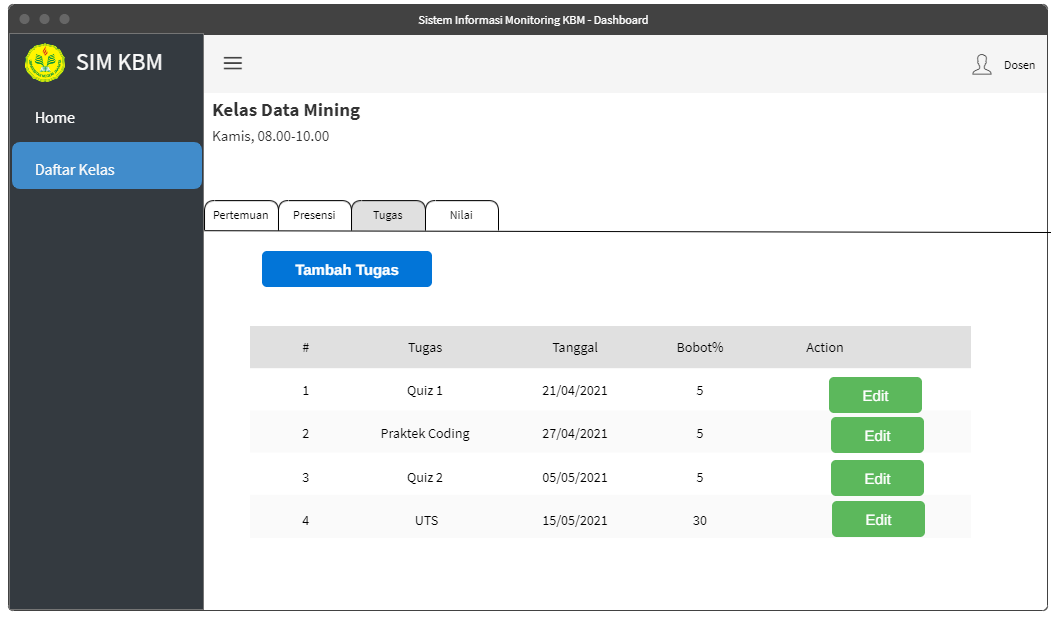 Sistem Informasi Monitoring KBM - Dashboard
SIM KBM
Dosen
Home
Daftar Kelas
Kelas Data Mining
Kamis, 08.00-10.00
Pertemuan Presensi Tugas Nilai
Tambah Tugas
# Tugas Tanggal Bobot% Action
1 Quiz 1 21/04/2021 5 Edit
2 Praktek Coding 27/04/2021 5 Edit
3 Quiz 2 05/05/2021 5 Edit
4 UTS 15/05/2021 30 Edit